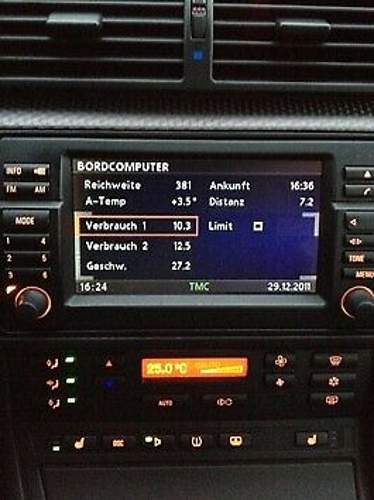 INFO
FM AM
MODE
1 4
2 5
3 6
BORDCOMPUTER
Reichweite 381 Ankunft 16:36
A-Temp +3.5° Distanz 7.2
Verbrauch 1 10.3 Limit
Verbrauch 2 12.5
Geschw. 27.2
16:24 TMC 29.12.2011
TONE
MENU
25.0°C
AUTO
DSC